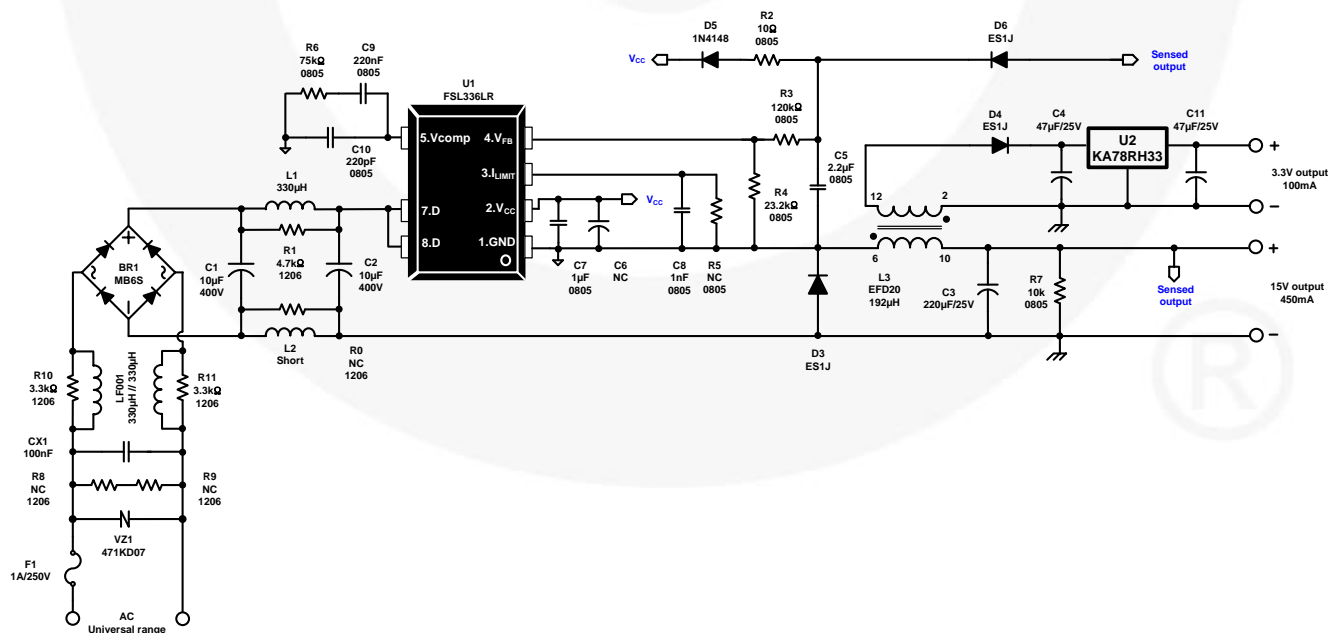 D5
1N4148
R2
10Ω
0805
D6
ES1J
VCC
Sensed
output
R6
75kΩ
0805
C9
220nF
0805
U1
FSL336LR
R3
120kΩ
0805
5.Vcomp
4.VFB
3.ILIMIT
2.VCC
1.GND
7.D
8.D
C10
220pF
0805
D4
ES1J
C4
47µF/25V
C11
47µF/25V
U2
KA78RH33
+
3.3V output
100mA
−
C5
2.2µF
0805
R4
23.2kΩ
0805
12
2
L1
330µH
VCC
R1
4.7kΩ
1206
6
10
+
BR1
MB6S
C1
10µF
400V
C2
10µF
400V
C7
1µF
0805
C6
NC
C8
1nF
0805
R5
NC
0805
L3
EFD20
192µH
C3
220µF/25V
R7
10k
0805
Sensed
output
15V output
450mA
−
L2
Short
R0
NC
1206
D3
ES1J
R10
3.3kΩ
1206
LF001
330µH // 330µH
R11
3.3kΩ
1206
CX1
100nF
R8
NC
1206
R9
NC
1206
VZ1
471KD07
F1
1A/250V
AC
Universal range
®